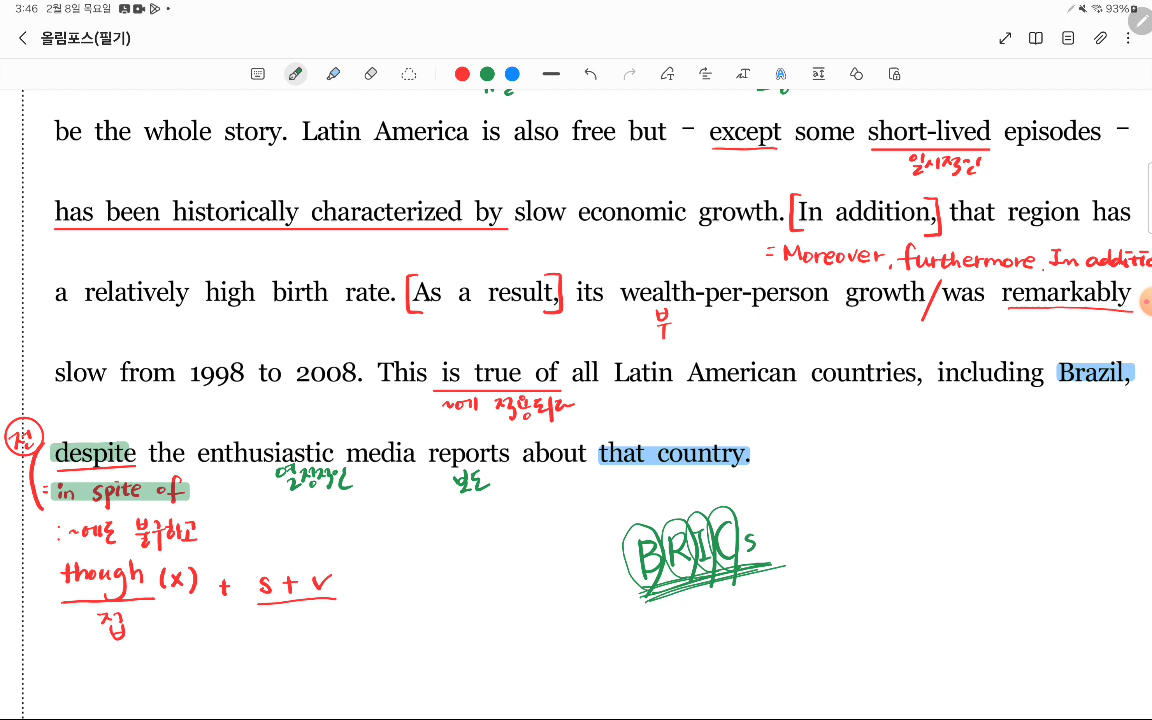 3:46 2월 8일 목요일 93%
올림포스(필기)
be the whole story. Latin America is also free but – except some short-lived episodes –
일시적인
has been historically characterized by slow economic growth. [In addition,] that region has
= Moreover, furthermore. In additi
a relatively high birth rate. [As a result,] its wealth-per-person growth / was remarkably
부
slow from 1998 to 2008. This is true of all Latin American countries, including Brazil,
~에 적용되다
전 despite the enthusiastic media reports about that country.
열정적인 보도
= in spite of
: ~에도 불구하고
BRICs
though (x) + s + v
접